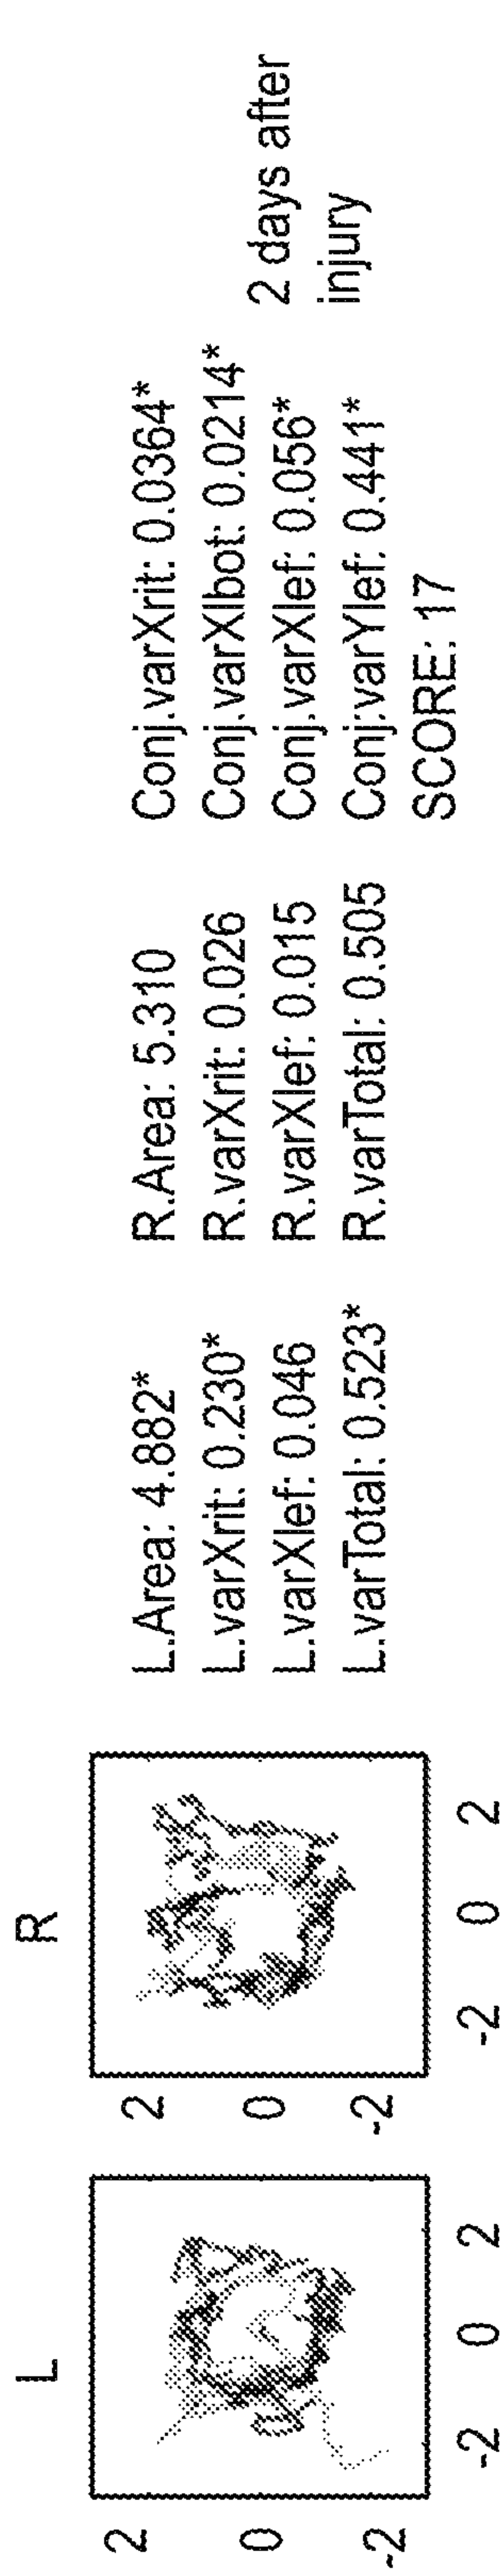 L
R
2
0
-2
-2 0 2
2
0
-2
-2 0 2
L.Area: 4.882*
L.varXrit: 0.230*
L.varXlef: 0.046
L.varTotal: 0.523*
R.Area: 5.310
R.varXrit: 0.026
R.varXlef: 0.015
R.varTotal: 0.505
Conj.varXrit: 0.0364*
Conj.varXlbot: 0.0214*
Conj.varXlef: 0.056*
Conj.varYlef: 0.441*
SCORE: 17
2 days after
injury